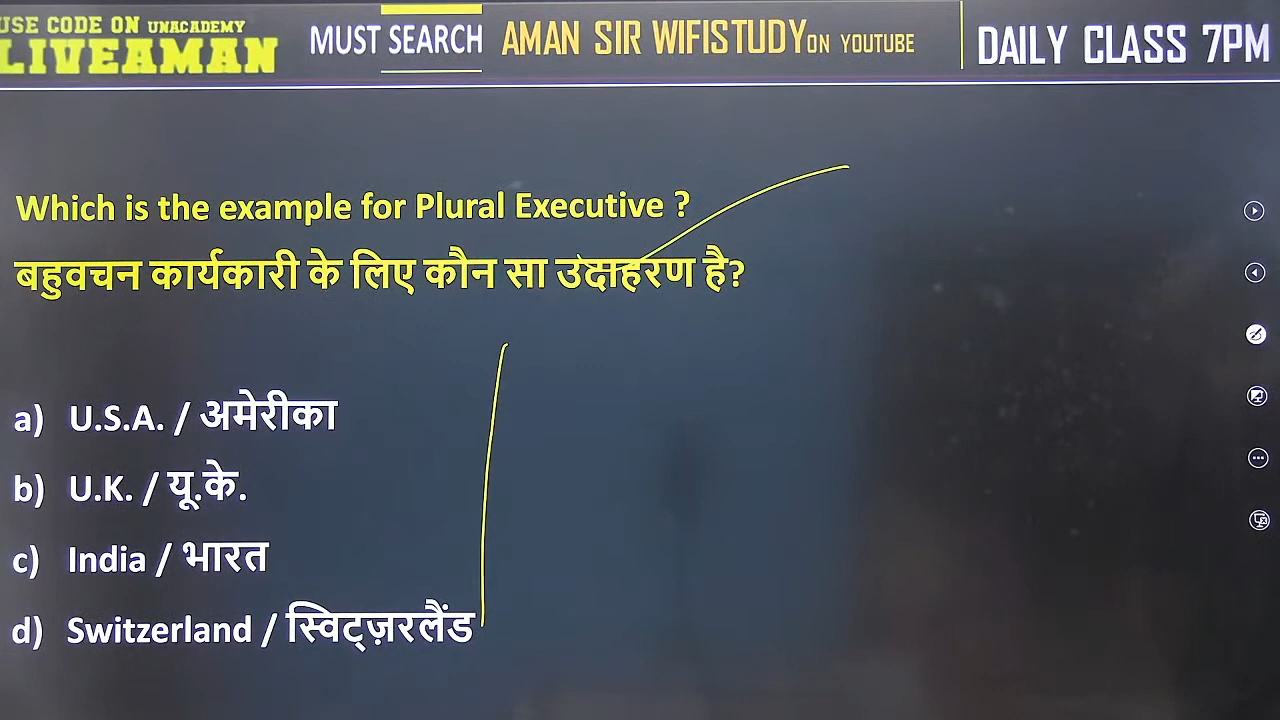 USE CODE ON UNACADEMY
LIVEAMAN
MUST SEARCH AMAN SIR WIFISTUDY ON YOUTUBE
DAILY CLASS 7PM
Which is the example for Plural Executive ?
बहुवचन कार्यकारी के लिए कौन सा उदाहरण है?
a) U.S.A. / अमेरीका
b) U.K. / यू.के.
c) India / भारत
d) Switzerland / स्विट्ज़रलैंड